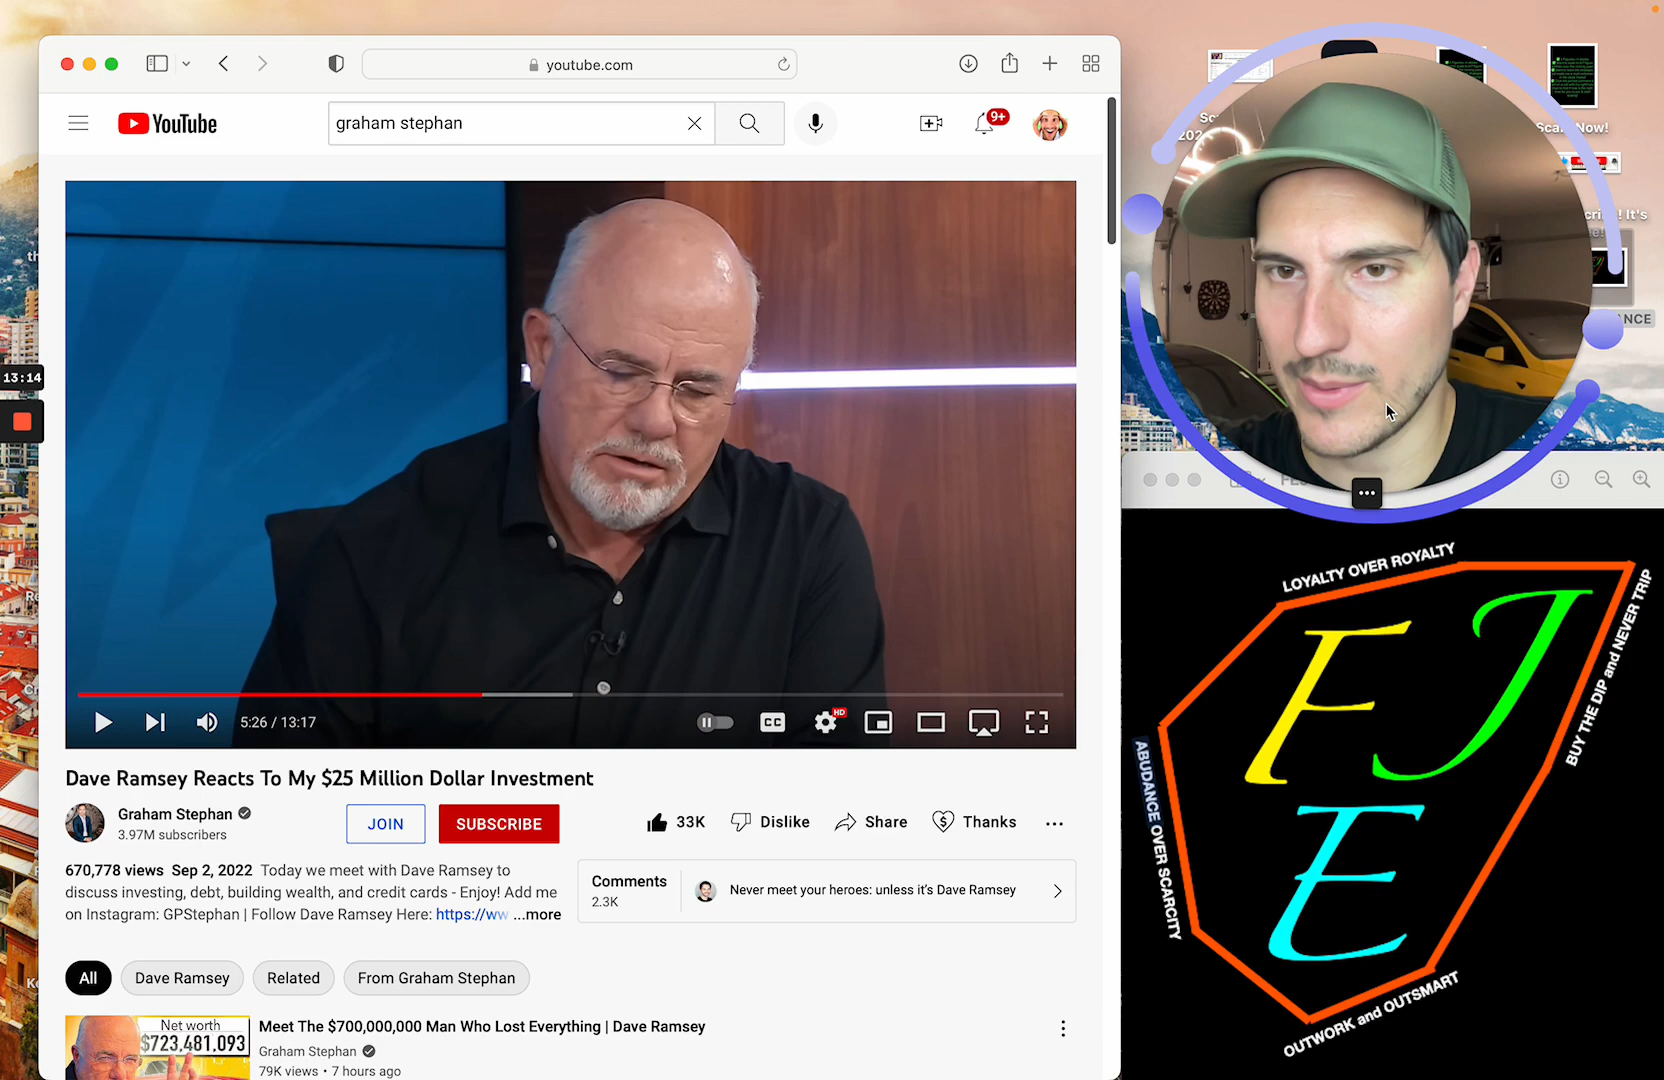 youtube.com
YouTube
graham stephan
9+
13:14
5:26 / 13:17
CC
HD
Dave Ramsey Reacts To My $25 Million Dollar Investment
Graham Stephan
3.97M subscribers
JOIN
SUBSCRIBE
33K
Dislike
Share
Thanks
670,778 views Sep 2, 2022 Today we meet with Dave Ramsey to
discuss investing, debt, building wealth, and credit cards - Enjoy! Add me
on Instagram: GPStephan | Follow Dave Ramsey Here: https://ww ...more
Comments
2.3K
Never meet your heroes: unless it's Dave Ramsey
All
Dave Ramsey
Related
From Graham Stephan
Net worth
$723,481,093
Meet The $700,000,000 Man Who Lost Everything | Dave Ramsey
Graham Stephan
79K views • 7 hours ago
Now!
It's
LOYALTY OVER ROYALTY
BUY THE DIP and NEVER TRIP
ABUDANCE OVER SCARCITY
OUTWORK and OUTSMART
F J
E